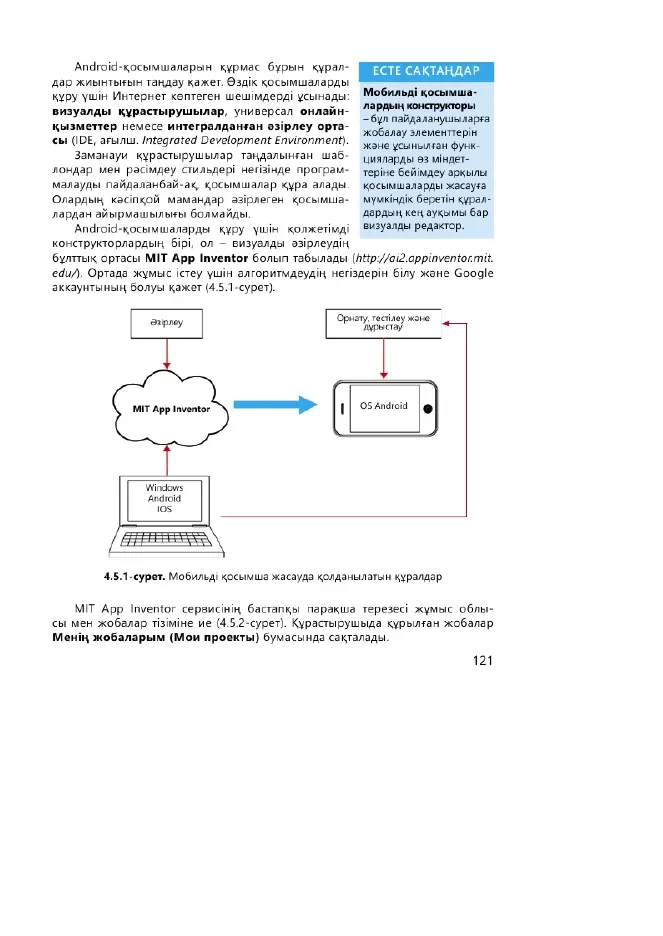 Android-қосымшаларын құрмас бұрын құрал-
дар жиынтығын таңдау қажет. Өздік қосымшаларды
құру үшін Интернет көптеген шешімдерді ұсынады:
визуалды құрастырушылар, универсал онлайн-
қызметтер немесе интегралданған әзірлеу орта-
сы (IDE, ағылш. Integrated Development Environment).
Заманауи құрастырушылар таңдалынған шаб-
лондар мен рәсімдеу стильдері негізінде програм-
малауды пайдаланбай-ақ, қосымшалар құра алады.
Олардың кәсіпқой мамандар әзірлеген қосымша-
лардан айырмашылығы болмайды.
Android-қосымшаларды құру үшін қолжетімді
конструкторлардың бірі, ол – визуалды әзірлеудің
бұлттық ортасы MIT App Inventor болып табылады (http://ai2.appinventor.mit.
edu/). Ортада жұмыс істеу үшін алгоритмдеудің негіздерін білу және Google
аккаунтының болуы қажет (4.5.1-сурет).
ЕСТЕ САҚТАҢДАР
Мобильді қосымша-
лардың конструкторы
– бұл пайдаланушыларға
жобалау элементтерін
және ұсынылған функ-
цияларды өз міндет-
теріне бейімдеу арқылы
қосымшаларды жасауға
мүмкіндік беретін құрал-
дардың кең ауқымы бар
визуалды редактор.
Әзірлеу
Орнату, тестілеу және
дұрыстау
MIT App Inventor
OS Android
Windows
Android
IOS
4.5.1-сурет. Мобильді қосымша жасауда қолданылатын құралдар
MIT App Inventor сервисінің бастапқы парақша терезесі жұмыс облы-
сы мен жобалар тізіміне ие (4.5.2-сурет). Құрастырушыда құрылған жобалар
Менің жобаларым (Мои проекты) бумасында сақталады.
121